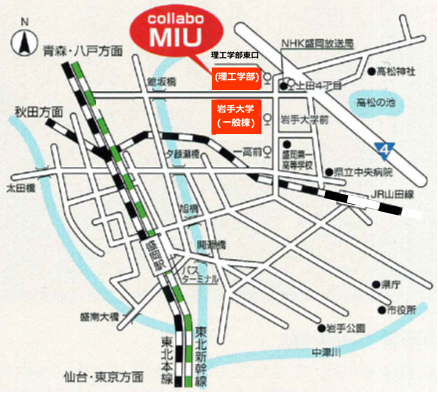 collabo
MIU
N
青森・八戸方面
理工学部東口
NHK盛岡放送局
(理工学部)
上田4丁目
高松神社
館坂橋
高松の池
秋田方面
岩手大学
(一般棟)
岩手大学前
4
夕顔瀬橋
一高前
盛岡第一
高等学校
県立中央病院
太田橋
JR山田線
旭橋
盛岡駅
開運橋
バス
ターミナル
県庁
市役所
盛南大橋
岩手公園
中津川
東北本線
東北新幹線
仙台・東京方面